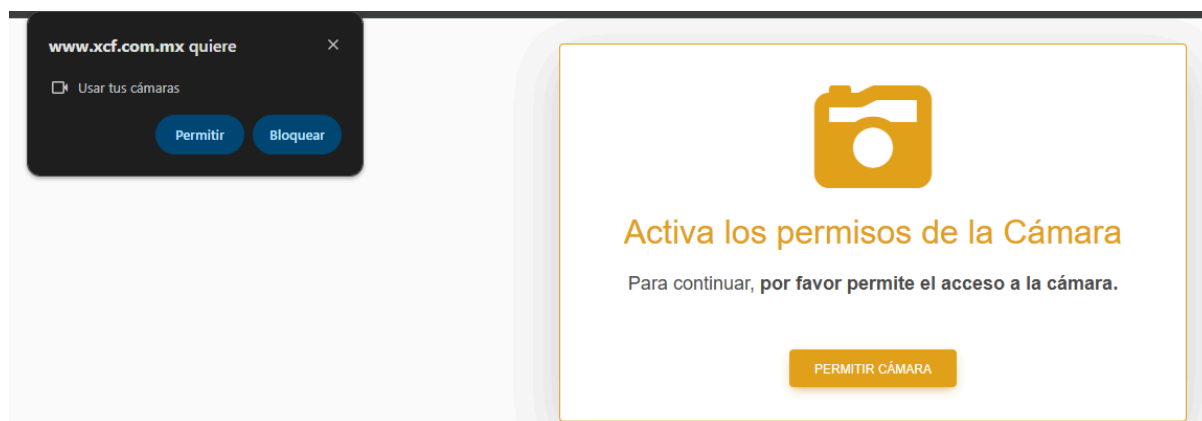 www.xcf.com.mx quiere
Usar tus cámaras
Permitir
Bloquear
Activa los permisos de la Cámara
Para continuar, por favor permite el acceso a la cámara.
PERMITIR CÁMARA